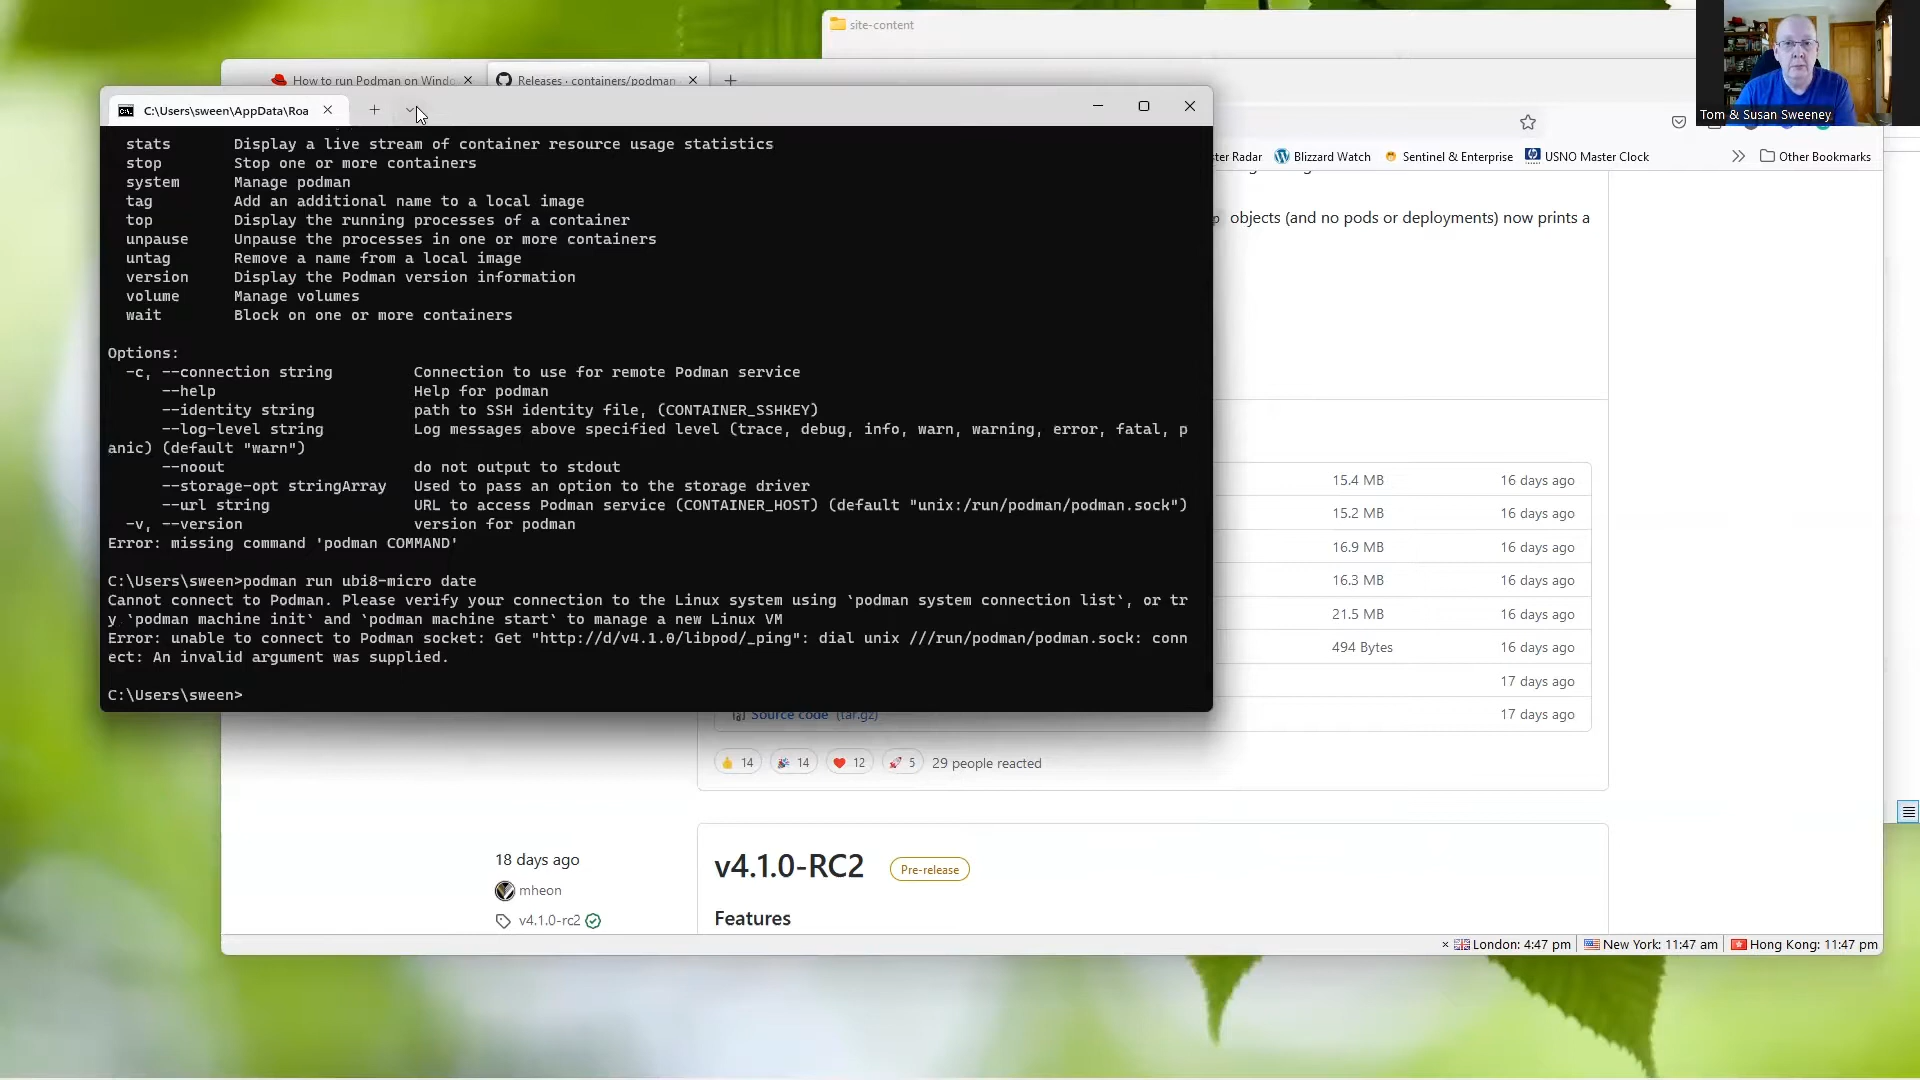 site-content
How to run Podman on Windo
Releases · containers/podman
C:\Users\sween\AppData\Roa
Tom & Susan Sweeney
ter Radar
Blizzard Watch
Sentinel & Enterprise
USNO Master Clock
Other Bookmarks
stats Display a live stream of container resource usage statistics
stop Stop one or more containers
system Manage podman
tag Add an additional name to a local image
top Display the running processes of a container
unpause Unpause the processes in one or more containers
untag Remove a name from a local image
version Display the Podman version information
volume Manage volumes
wait Block on one or more containers
Options:
-c, --connection string Connection to use for remote Podman service
--help Help for podman
--identity string path to SSH identity file, (CONTAINER_SSHKEY)
--log-level string Log messages above specified level (trace, debug, info, warn, warning, error, fatal, p
anic) (default "warn")
--noout do not output to stdout
--storage-opt stringArray Used to pass an option to the storage driver
--url string URL to access Podman service (CONTAINER_HOST) (default "unix:/run/podman/podman.sock")
-v, --version version for podman
Error: missing command 'podman COMMAND'
C:\Users\sween>podman run ubi8-micro date
Cannot connect to Podman. Please verify your connection to the Linux system using `podman system connection list`, or tr
y `podman machine init` and `podman machine start` to manage a new Linux VM
Error: unable to connect to Podman socket: Get "http://d/v4.1.0/libpod/_ping": dial unix ///run/podman/podman.sock: conn
ect: An invalid argument was supplied.
C:\Users\sween>
objects (and no pods or deployments) now prints a
15.4 MB 16 days ago
15.2 MB 16 days ago
16.9 MB 16 days ago
16.3 MB 16 days ago
21.5 MB 16 days ago
494 Bytes 16 days ago
17 days ago
Source code (tar.gz) 17 days ago
14 14 12 5 29 people reacted
18 days ago
mheon
v4.1.0-rc2
v4.1.0-RC2 Pre-release
Features
× London: 4:47 pm New York: 11:47 am Hong Kong: 11:47 pm